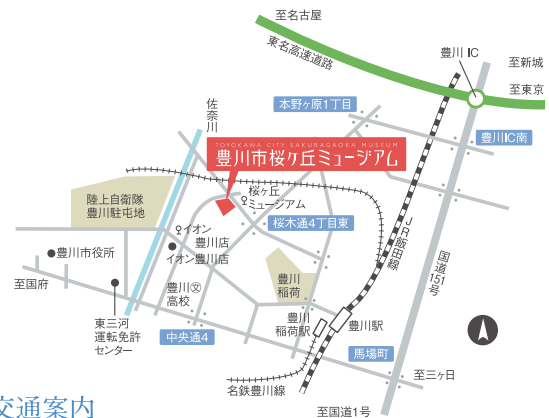 至名古屋
東名高速道路
豊川 IC
至新城
至東京
佐奈川
本野ヶ原1丁目
豊川IC南
TOYOKAWA CITY SAKURAGAOKA MUSEUM
豊川市桜ヶ丘ミュージアム
陸上自衛隊
豊川駐屯地
桜ヶ丘
ミュージアム
桜木通4丁目東
JR飯田線
国道151号
イオン
豊川店
イオン豊川店
豊川市役所
至国府
豊川文
高校
豊川
稲荷
豊川
稲荷駅
豊川駅
東三河
運転免許
センター
中央通4
馬場町
至三ヶ日
名鉄豊川線
至国道1号
交通案内